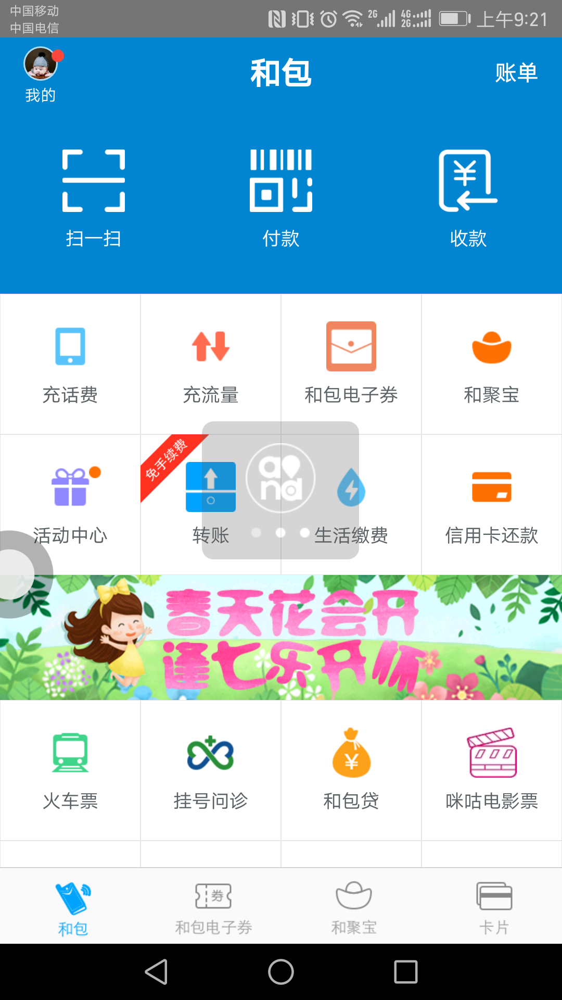 中国移动
中国电信
2G
4G
2G
上午9:21
我的
和包
账单
扫一扫
付款
收款
充话费
充流量
和包电子券
和聚宝
免手续费
and
活动中心
转账
生活缴费
信用卡还款
春天花会开
逢七乐开怀
火车票
挂号问诊
和包贷
咪咕电影票
券
和包
和包电子券
和聚宝
卡片